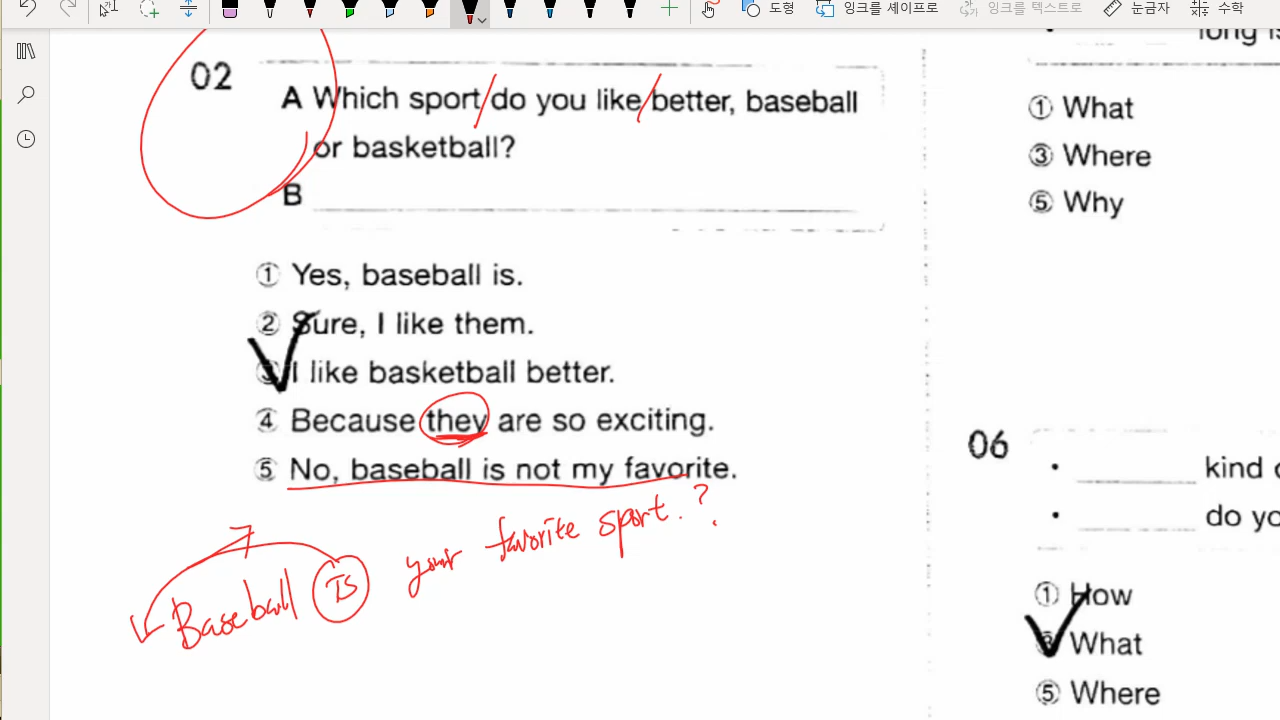 도형 잉크를 셰이프로 잉크를 텍스트로 눈금자 수학
02
A Which sport/do you like/better, baseball
or basketball?
B
① Yes, baseball is.
② Sure, I like them.
③ I like basketball better.
④ Because they are so exciting.
⑤ No, baseball is not my favorite.
Baseball Is your favorite sport.?
long is
① What
③ Where
⑤ Why
06
• kind
• do yo
① How
③ What
⑤ Where